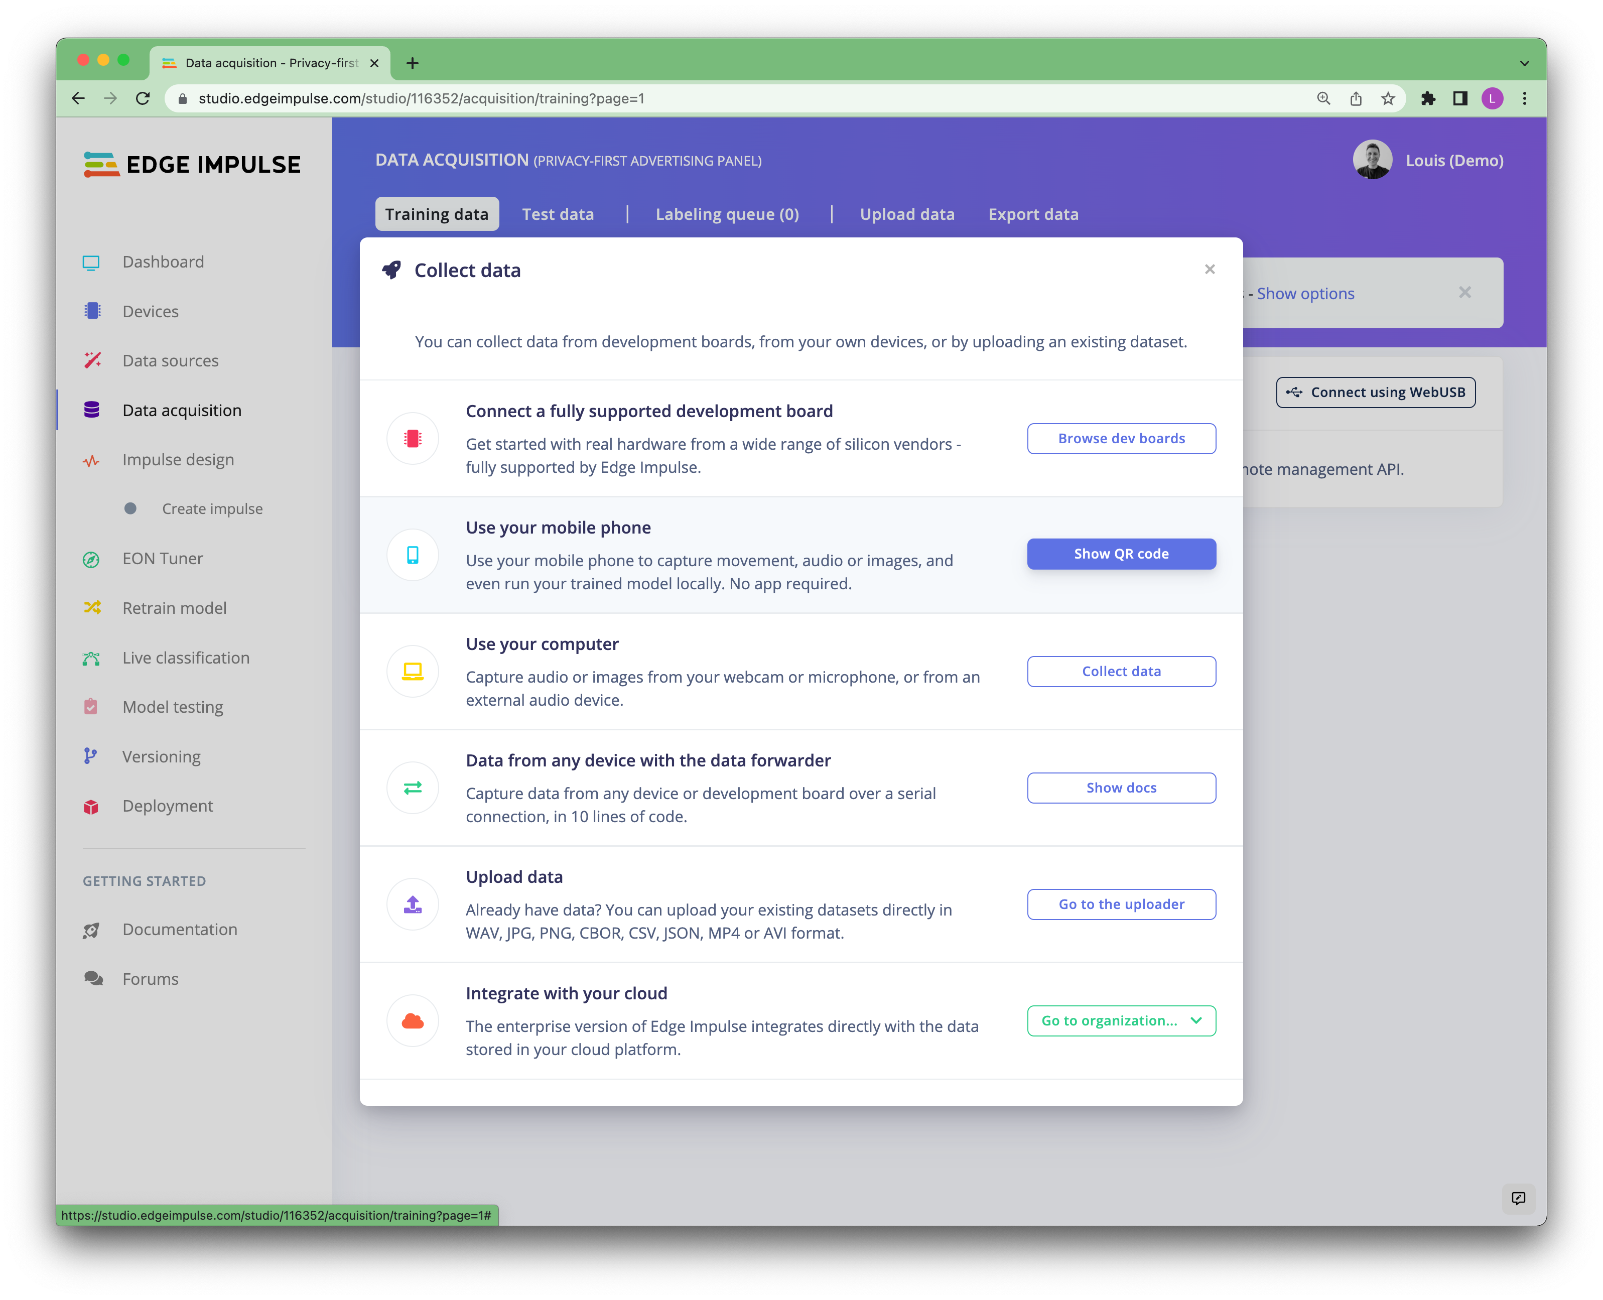 Data acquisition - Privacy-first
studio.edgeimpulse.com/studio/116352/acquisition/training?page=1
L
EDGE IMPULSE
DATA ACQUISITION (PRIVACY-FIRST ADVERTISING PANEL)
Louis (Demo)
Training data
Test data
Labeling queue (0)
Upload data
Export data
Dashboard
Devices
Data sources
Data acquisition
Impulse design
Create impulse
EON Tuner
Retrain model
Live classification
Model testing
Versioning
Deployment
GETTING STARTED
Documentation
Forums
Collect data
- Show options
You can collect data from development boards, from your own devices, or by uploading an existing dataset.
Connect using WebUSB
Connect a fully supported development board
Get started with real hardware from a wide range of silicon vendors -
fully supported by Edge Impulse.
Browse dev boards
mote management API.
Use your mobile phone
Use your mobile phone to capture movement, audio or images, and
even run your trained model locally. No app required.
Show QR code
Use your computer
Capture audio or images from your webcam or microphone, or from an
external audio device.
Collect data
Data from any device with the data forwarder
Capture data from any device or development board over a serial
connection, in 10 lines of code.
Show docs
Upload data
Already have data? You can upload your existing datasets directly in
WAV, JPG, PNG, CBOR, CSV, JSON, MP4 or AVI format.
Go to the uploader
Integrate with your cloud
The enterprise version of Edge Impulse integrates directly with the data
stored in your cloud platform.
Go to organization...
https://studio.edgeimpulse.com/studio/116352/acquisition/training?page=1#